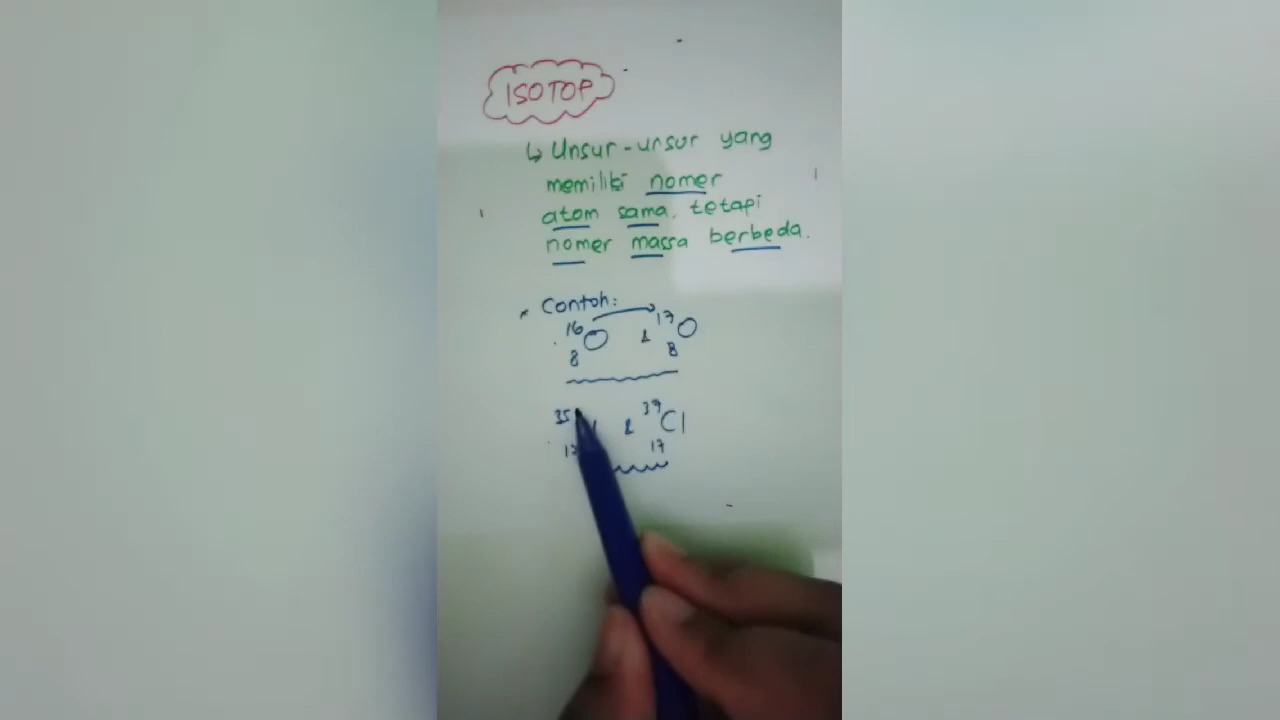 ISOTOP
↳ Unsur-unsur yang
memiliki nomer
atom sama, tetapi
nomer massa berbeda.
* Contoh:
16 8 O & 17 8 O
35 & 37 17 Cl